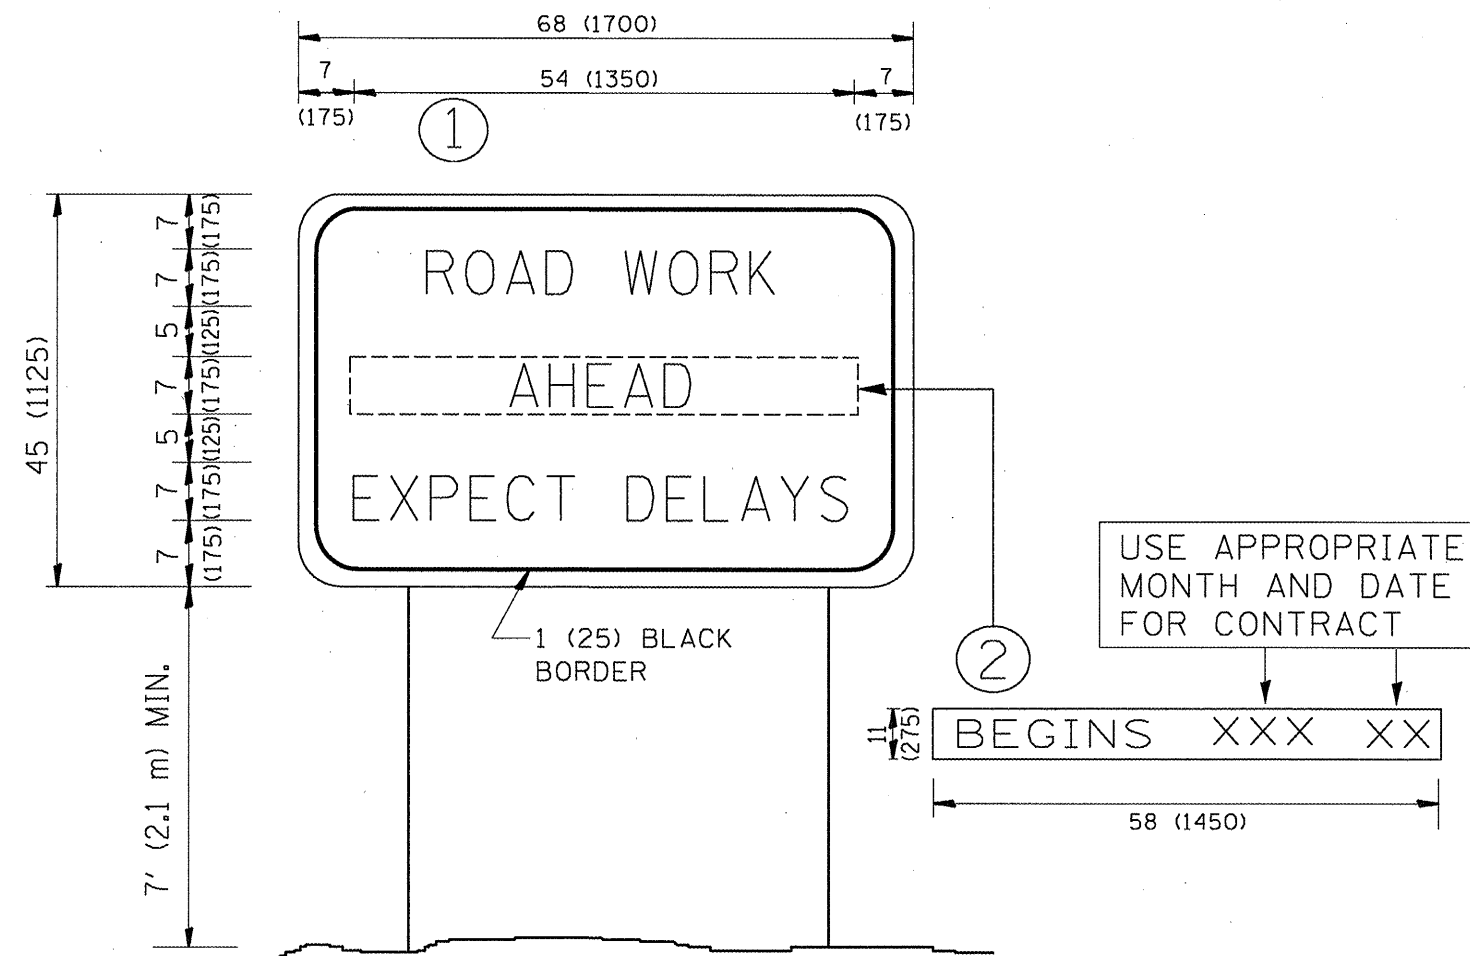 68 (1700)
7
54 (1350)
7
(175)
(175)
1
45 (1125)
7 (175)
7 (175)
5 (125)
7 (175)
5 (125)
7 (175)
7 (175)
ROAD WORK
AHEAD
EXPECT DELAYS
1 (25) BLACK
BORDER
7' (2.1 m) MIN.
USE APPROPRIATE
MONTH AND DATE
FOR CONTRACT
2
11
(275)
BEGINS XXX XX
58 (1450)